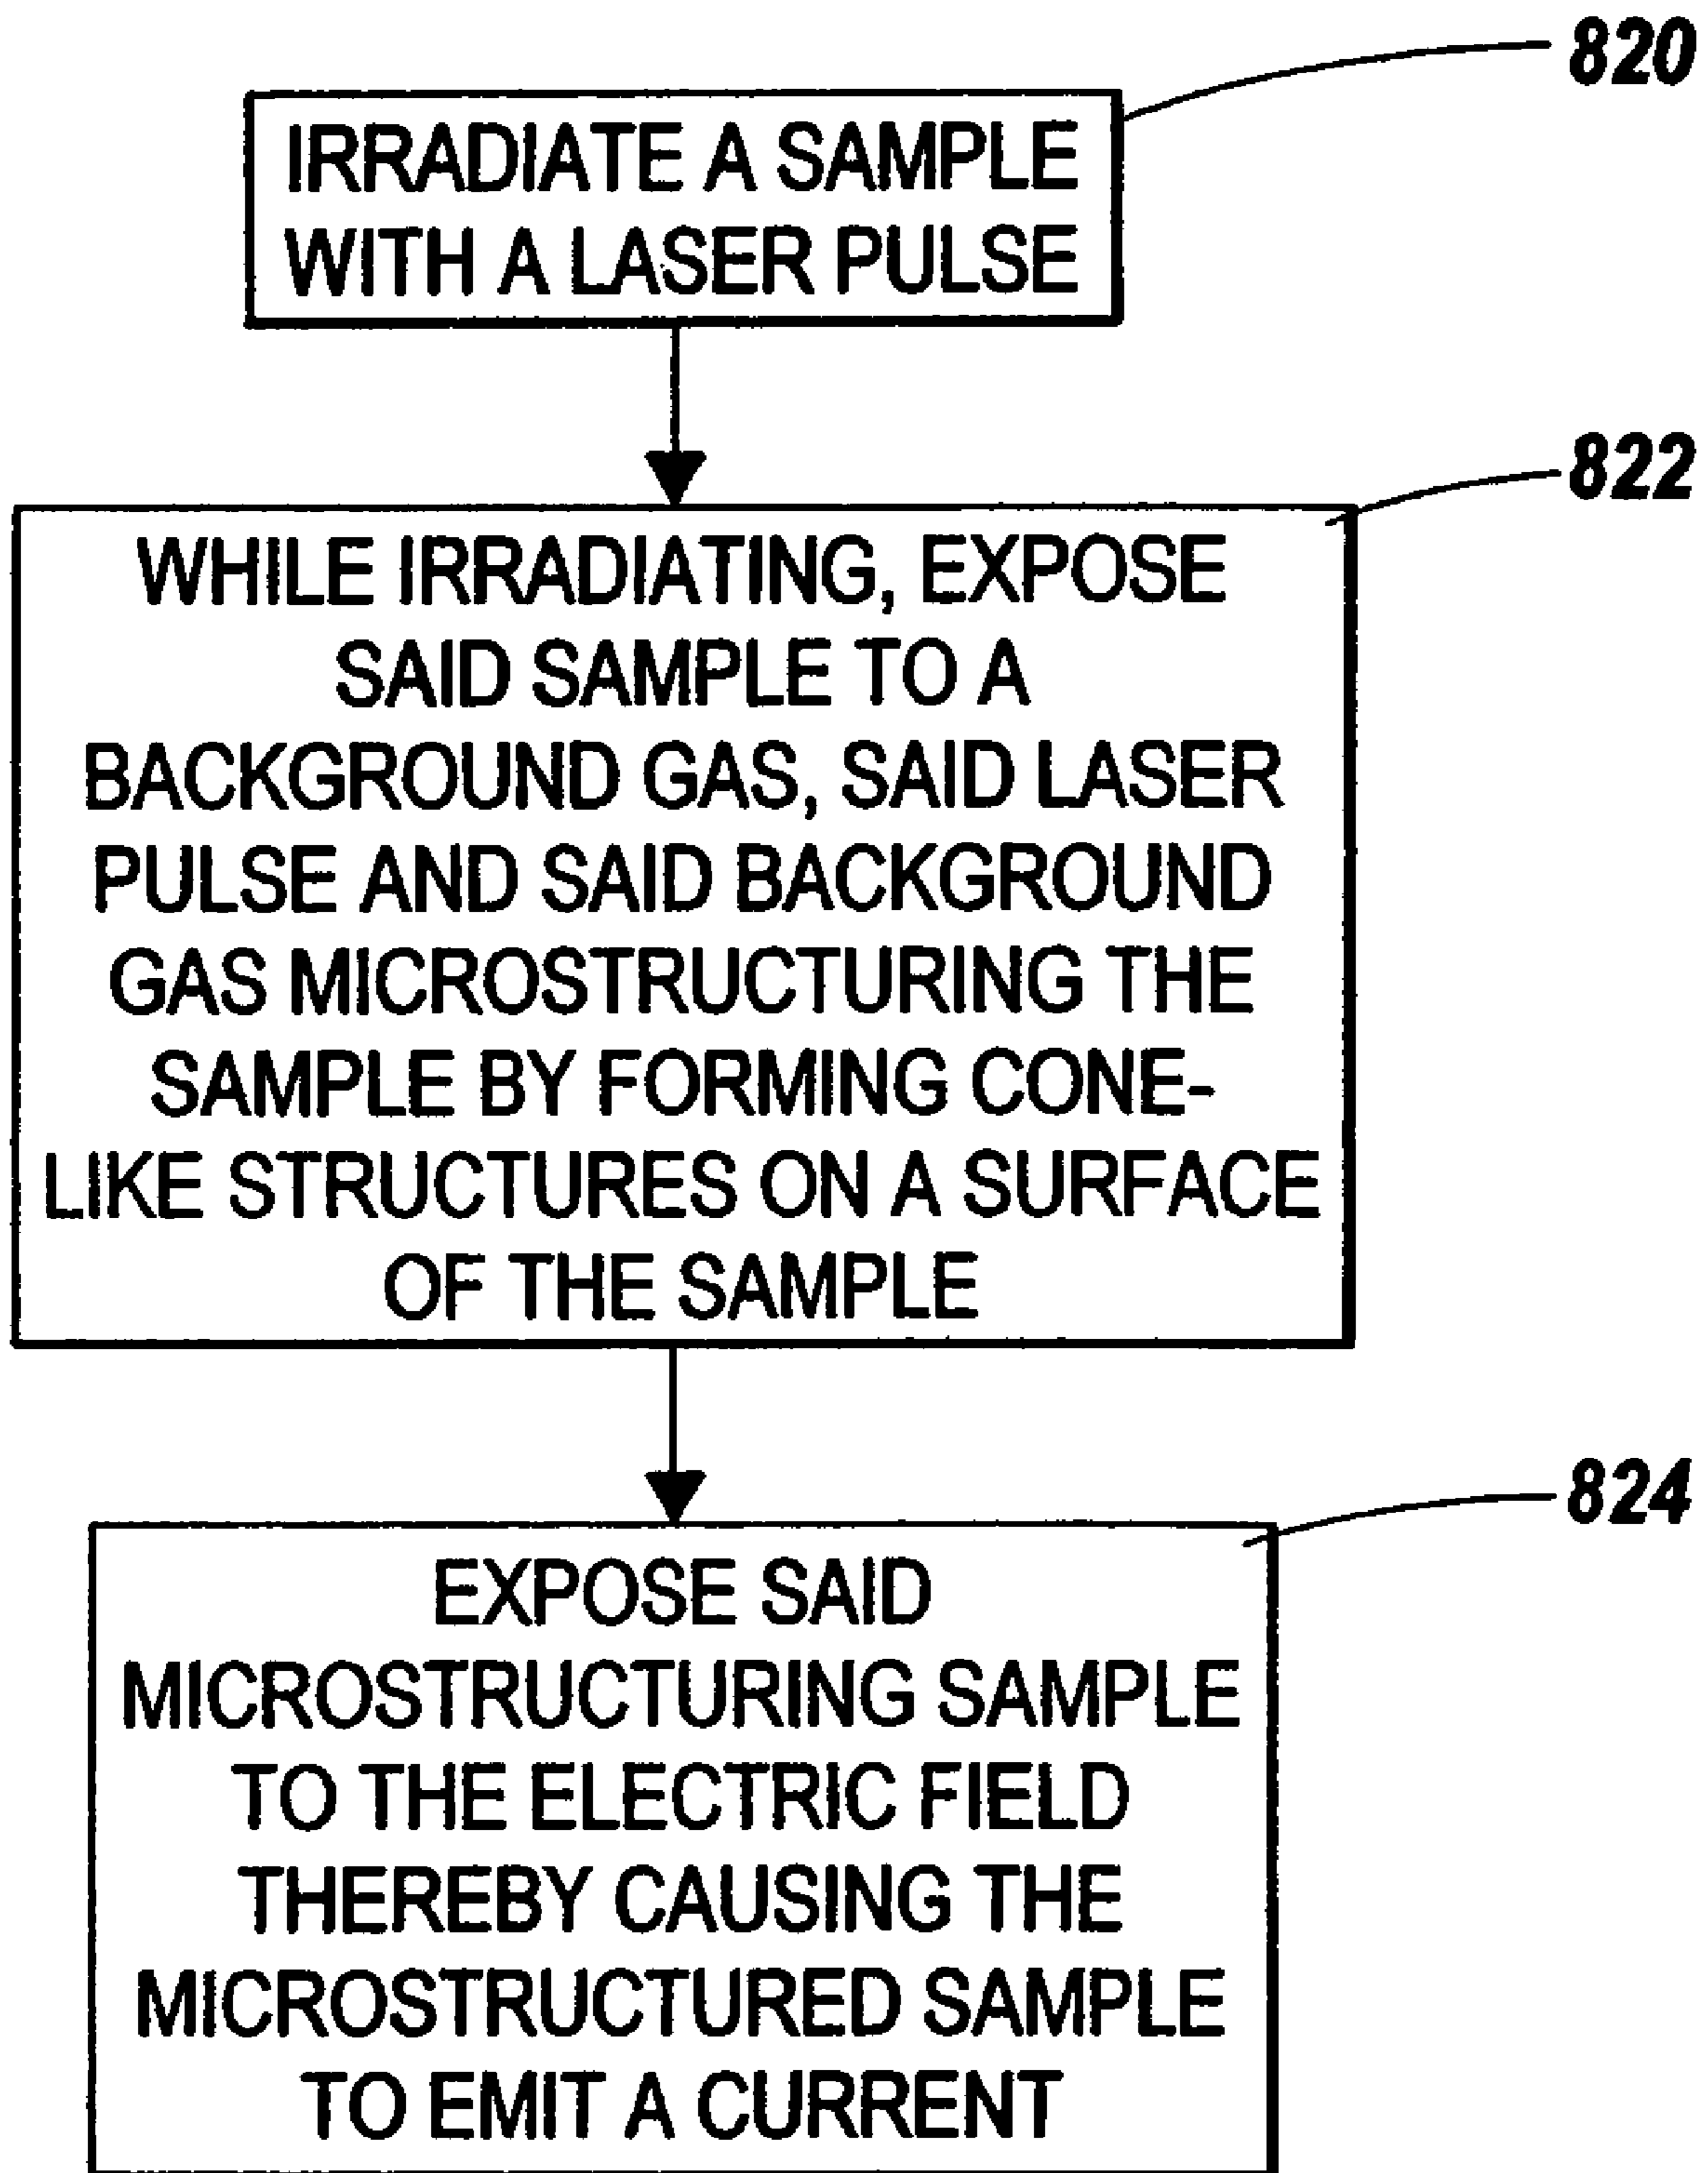 820
IRRADIATE A SAMPLE
WITH A LASER PULSE
822
WHILE IRRADIATING, EXPOSE
SAID SAMPLE TO A
BACKGROUND GAS, SAID LASER
PULSE AND SAID BACKGROUND
GAS MICROSTRUCTURING THE
SAMPLE BY FORMING CONE-
LIKE STRUCTURES ON A SURFACE
OF THE SAMPLE
824
EXPOSE SAID
MICROSTRUCTURING SAMPLE
TO THE ELECTRIC FIELD
THEREBY CAUSING THE
MICROSTRUCTURED SAMPLE
TO EMIT A CURRENT